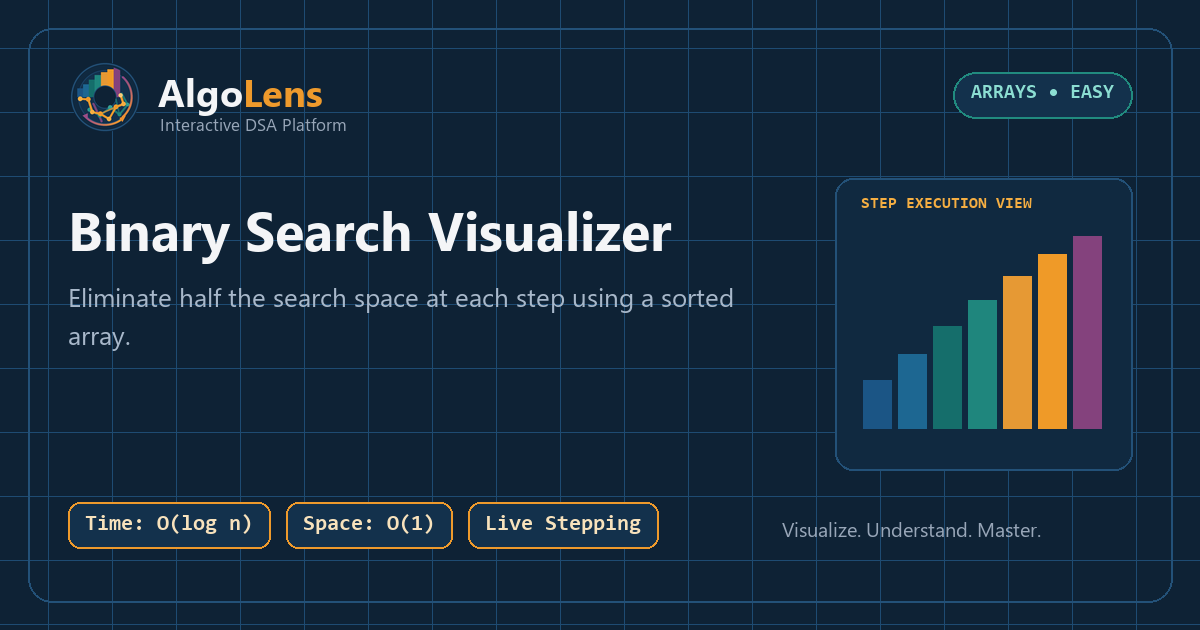 AlgoLens
Interactive DSA Platform
ARRAYS • EASY
Binary Search Visualizer
Eliminate half the search space at each step using a sorted
array.
STEP EXECUTION VIEW
Time: O(log n)
Space: O(1)
Live Stepping
Visualize. Understand. Master.